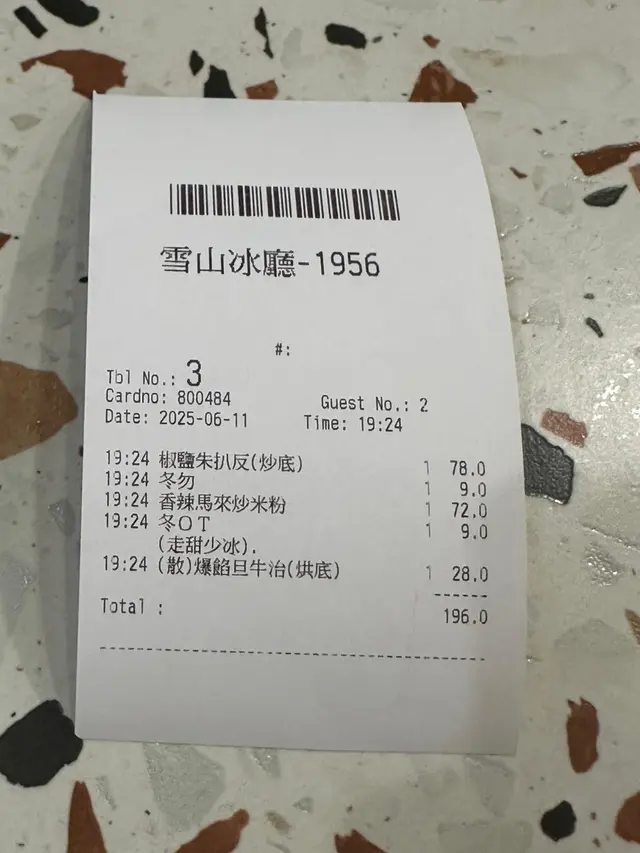 雪山冰廳-1956
#:
Tbl No.: 3
Cardno: 800484 Guest No.: 2
Date: 2025-06-11 Time: 19:24
19:24 椒鹽朱扒反(炒底) 1 78.0
19:24 冬勿 1 9.0
19:24 香辣馬來炒米粉 1 72.0
19:24 冬OT 1 9.0
(走甜少冰).
19:24 (散)爆餡旦牛治(烘底) 1 28.0
Total : 196.0